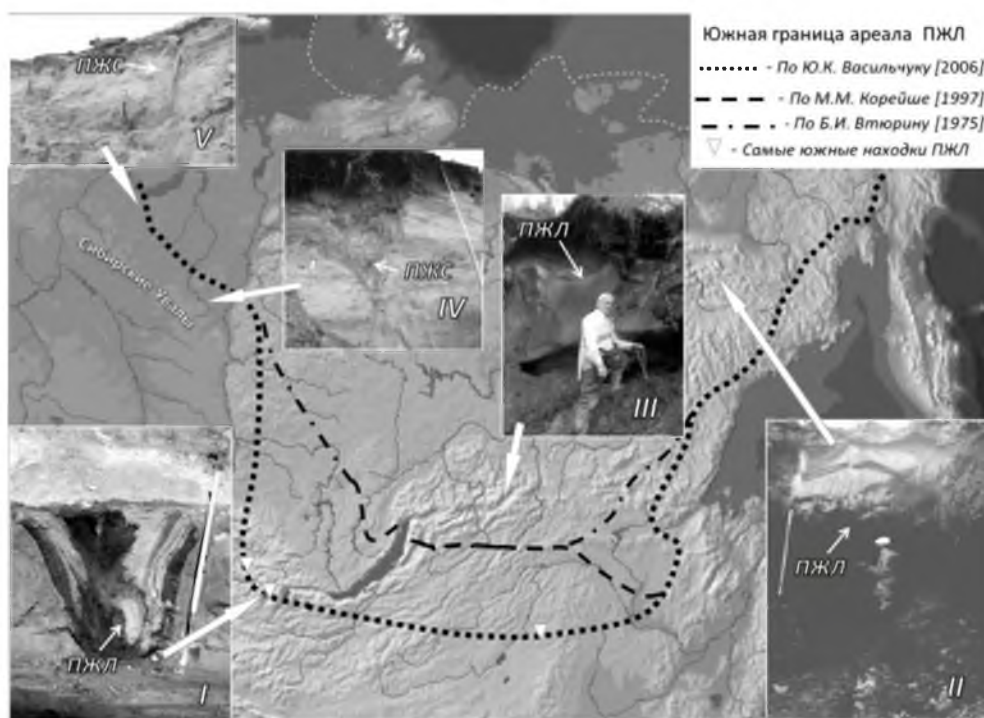 Южная граница ареала ПЖЛ
- По Ю.К. Васильчуку [2006]
- По М.М. Корейше [1997]
- По Б.И. Втюрину [1975]
- Самые южные находки ПЖЛ
ПЖС
V
Сибирские Увалы
ПЖС
IV
ПЖЛ
III
ПЖЛ
I
ПЖЛ
II